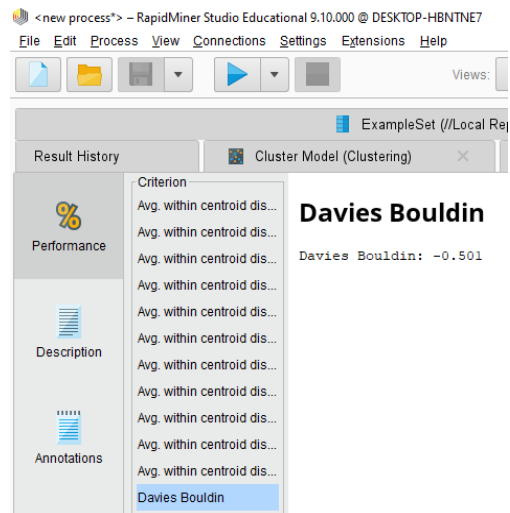 <new process*> – RapidMiner Studio Educational 9.10.000 @ DESKTOP-HBNTNE7
File Edit Process View Connections Settings Extensions Help
Views:
ExampleSet (//Local Rep
Result History
Cluster Model (Clustering)
Criterion
Performance
Description
Annotations
Avg. within centroid dis...
Avg. within centroid dis...
Avg. within centroid dis...
Avg. within centroid dis...
Avg. within centroid dis...
Avg. within centroid dis...
Avg. within centroid dis...
Avg. within centroid dis...
Avg. within centroid dis...
Avg. within centroid dis...
Avg. within centroid dis...
Davies Bouldin
Davies Bouldin
Davies Bouldin: -0.501